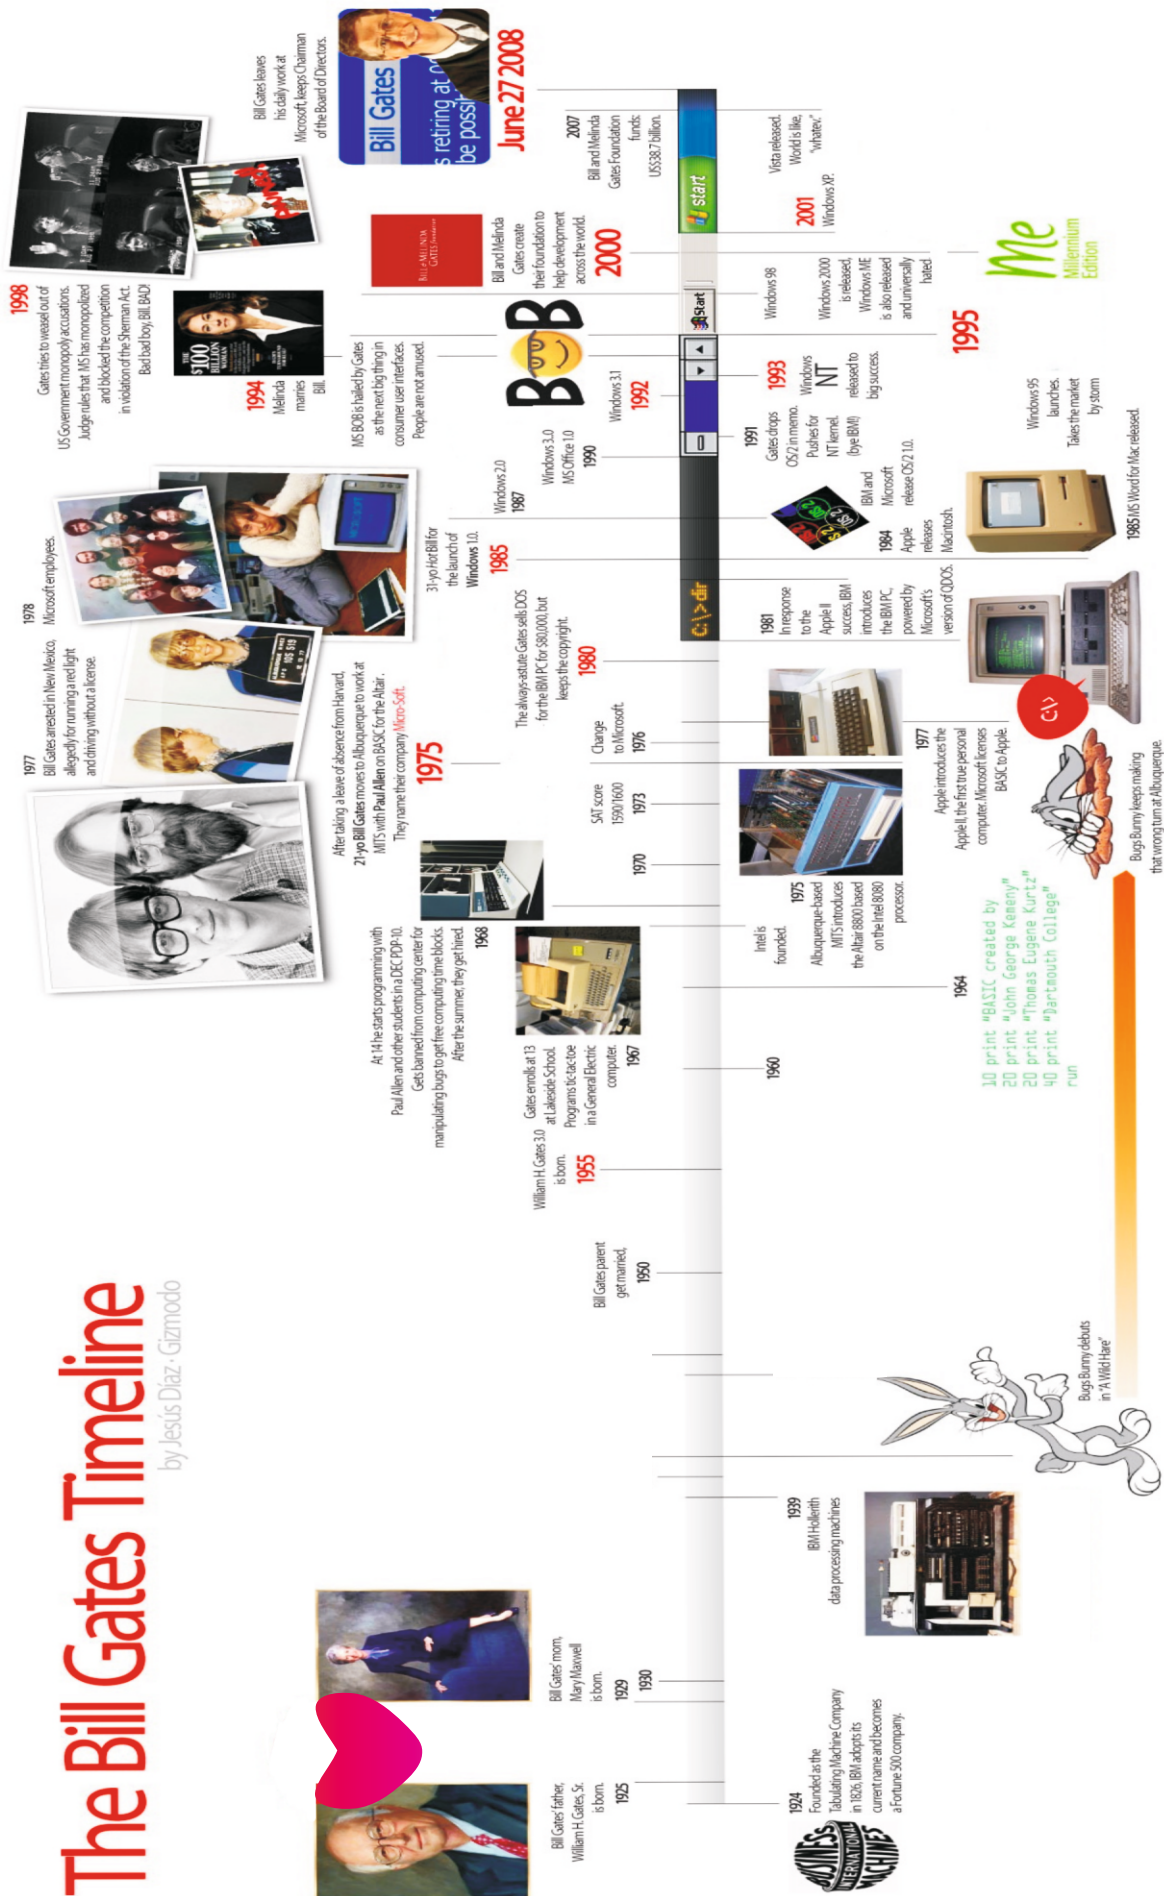 The Bill Gates Timeline
by Jesús Díaz · Gizmodo
Bill Gates' father,
William H. Gates, Sr.
is born.
1925
Bill Gates' mom,
Mary Maxwell
is born.
1929
1930
Bill Gates parent
get married,
1950
William H. Gates 3.0
is born.
1955
Gates enrolls at 13
at Lakeside School.
Programs tic-tac-toe
in a General Electric
computer.
1967
At 14 he starts programming with
Paul Allen and other students in a DEC PDP-10.
Gets banned from computing center for
manipulating bugs to get free computing time blocks.
After the summer, they get hired.
1968
1970
SAT score
1590/1600
1973
After taking a leave of absence from Harvard,
21-yo Bill Gates moves to Albuquerque to work at
MITS with Paul Allen on BASIC for the Altair .
They name their company Micro-Soft.
1975
Change
to Microsoft.
1976
1977
Bill Gates arrested in New Mexico,
allegedly for running a red light
and driving without a license.
1978
Microsoft employees.
MICROSOFT
The always-astute Gates sells DOS
for the IBM PC for $80,000, but
keeps the copyright.
1980
31-yo Hot Bill for
the launch of
Windows 1.0.
1985
Windows 2.0
1987
Windows 3..0
MS Office 1.0
1990
Windows 3.1
1992
MS BOB is hailed by Gates
as the next big thing in
consumer user interfaces.
People are not amused.
BOB
1994
Melinda
marries
Bill.
THE
$100
BILLION
WOMAN
1998
Gates tries to weasel out of
US Government monopoly accusations.
Judge rules that MS has monopolized
and blocked the competition
in violation of the Sherman Act.
Bad bad boy, Bill. BAD!
BILL & MELINDA
GATES foundation
Bill and Melinda
Gates create
their foundation to
help development
across the world.
2000
Bill Gates leaves
his daily work at
Microsoft, keeps Chairman
of the Board of Directors.
Bill Gates
s retiring at
be possi
June 27 2008
2007
Bill and Melinda
Gates Foundation
funds:
US$38.7 billion.
C:\>dir
Start
start
BUSINESS
INTERNATIONAL
MACHINES
1924
Founded as the
Tabulating Machine Company
in 1826, IBM adopts its
current name and becomes
a Fortune 500 company.
1939
IBM Hollerith
data processing machines
Bugs Bunny debuts
in "A Wild Hare"
1960
1964
10 print "BASIC created by
20 print "John George Kemeny"
20 print "Thomas Eugene Kurtz"
40 print "Dartmouth College"
run
Intel is
founded.
1975
Albuquerque-based
MITS introduces
the Altair 8800 based
on the Intel 8080
processor.
1977
Apple introduces the
Apple II, the first true personal
computer. Microsoft licenses
BASIC to Apple.
Bugs Bunny keeps making
that wrong turn at Albuquerque.
C:\>
1981
In response
to the
Apple II
success, IBM
introduces
the IBM PC,
powered by
Microsoft's
version of QDOS.
1984
Apple
releases
Macintosh.
1985 MS Word for Mac released.
IBM and
Microsoft
release OS/2 1.0.
1991
Gates drops
OS/2 in memo.
Pushes for
NT kernel.
(bye IBM!)
1993
Windows
NT
released to
big success.
1995
Windows 95
launches.
Takes the market
by storm
Windows 98
Windows 2000
is released,
Windows ME
is also released
and universally
hated.
Me
Millennium
Edition
2001
Windows XP.
Vista released.
World is like,
"whatev."